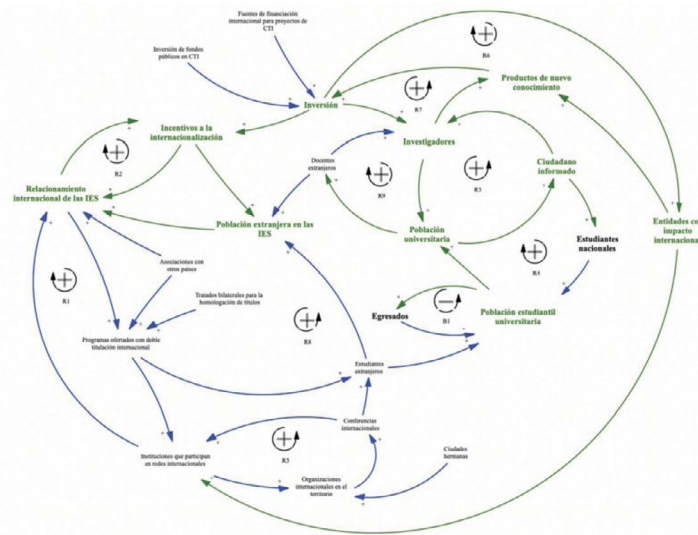 Fuentes de financiación
internacional para proyectos de
CTI
Inversión de fondos
públicos en CTI
R6
Inversión
Productos de nuevo
conocimiento
R7
Incentivos a la
internacionalización
Investigadores
R2
Docentes
extranjeros
Ciudadano
informado
R9
R3
Relacionamiento
internacional de las IES
Población extranjera en las
IES
Población
universitaria
Entidades con
impacto
internacional
Estudiantes
nacionales
R4
Asociaciones con
otros países
R1
Tratados bilaterales para la
homologación de títulos
Egresados
B1
Población estudiantil
universitaria
R8
Programas ofertados con doble
titulación internacional
Estudiantes
extranjeros
Conferencias
internacionales
R5
Instituciones que participan
en redes internacionales
Ciudades
hermanas
Organizaciones
internacionales en el
territorio